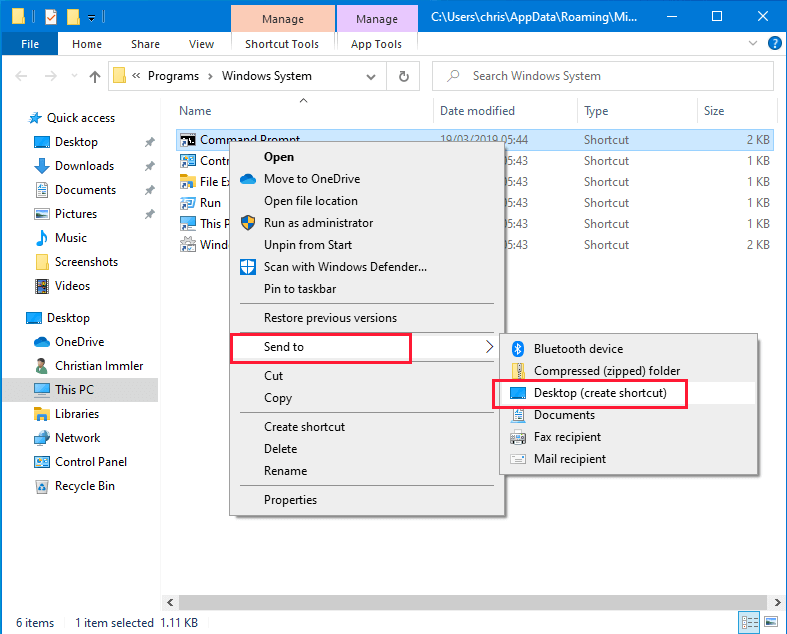 Manage
Manage
C:\Users\chris\AppData\Roaming\Mi...
File
Home
Share
View
Shortcut Tools
App Tools
« Programs › Windows System
Search Windows System
Name
Date modified
Type
Size
Quick access
Desktop
Downloads
Documents
Pictures
Music
Screenshots
Videos
Desktop
OneDrive
Christian Immler
This PC
Libraries
Network
Control Panel
Recycle Bin
Command Prompt 19/03/2019 05:44 Shortcut 2 KB
Contr 05:43 Shortcut 1 KB
File Ex 05:43 Shortcut 1 KB
Run 05:43 Shortcut 1 KB
This P 05:43 Shortcut 1 KB
Windo 05:43 Shortcut 2 KB
Open
Move to OneDrive
Open file location
Run as administrator
Unpin from Start
Scan with Windows Defender...
Pin to taskbar
Restore previous versions
Send to
Cut
Copy
Create shortcut
Delete
Rename
Properties
Bluetooth device
Compressed (zipped) folder
Desktop (create shortcut)
Documents
Fax recipient
Mail recipient
6 items
1 item selected 1.11 KB